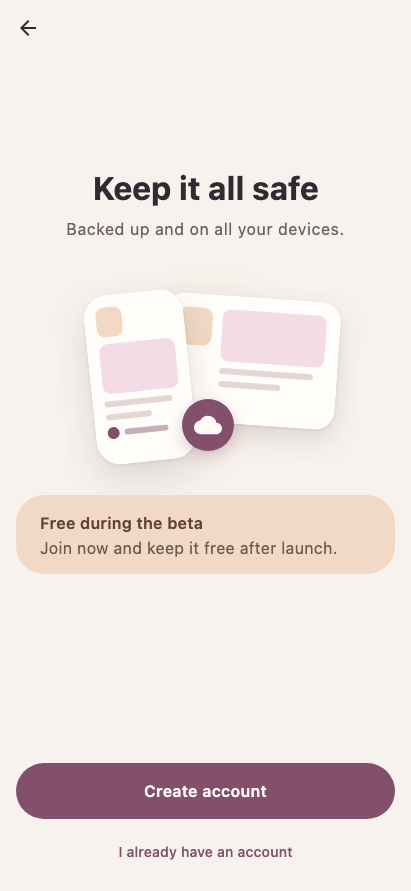 Keep it all safe
Backed up and on all your devices.
Free during the beta
Join now and keep it free after launch.
Create account
I already have an account